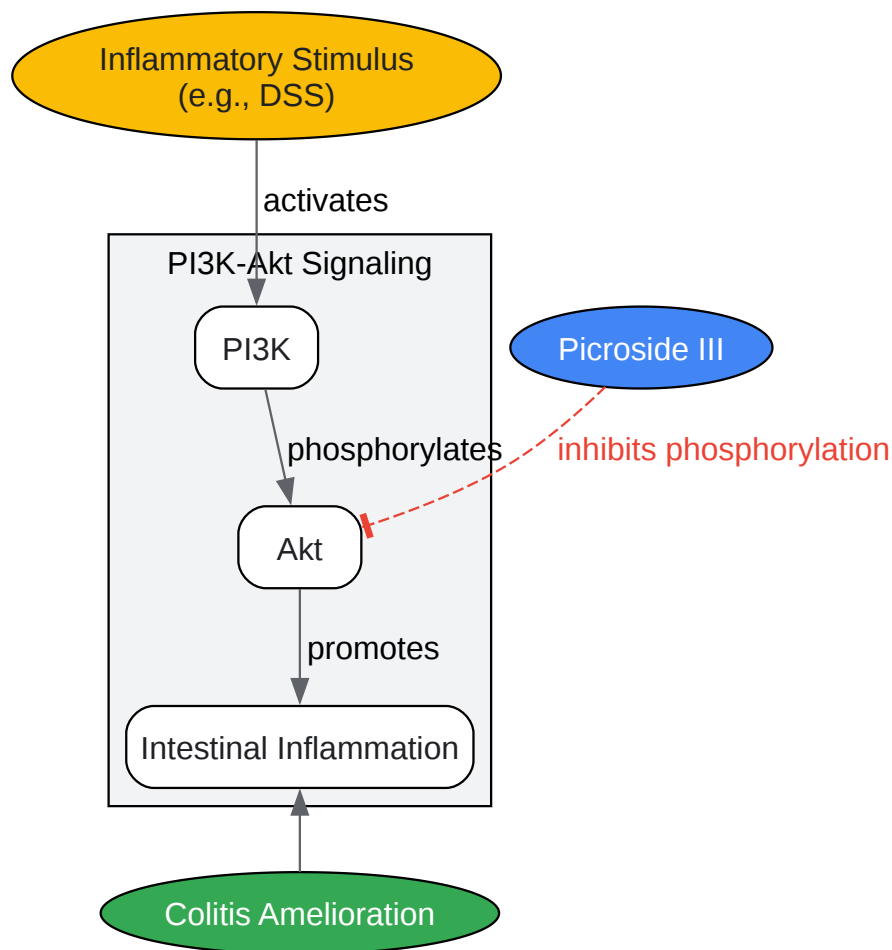 Inflammatory Stimulus
(e.g., DSS)
activates
PI3K-Akt Signaling
PI3K
Picroside III
phosphorylates
inhibits phosphorylation
Akt
promotes
Intestinal Inflammation
Colitis Amelioration